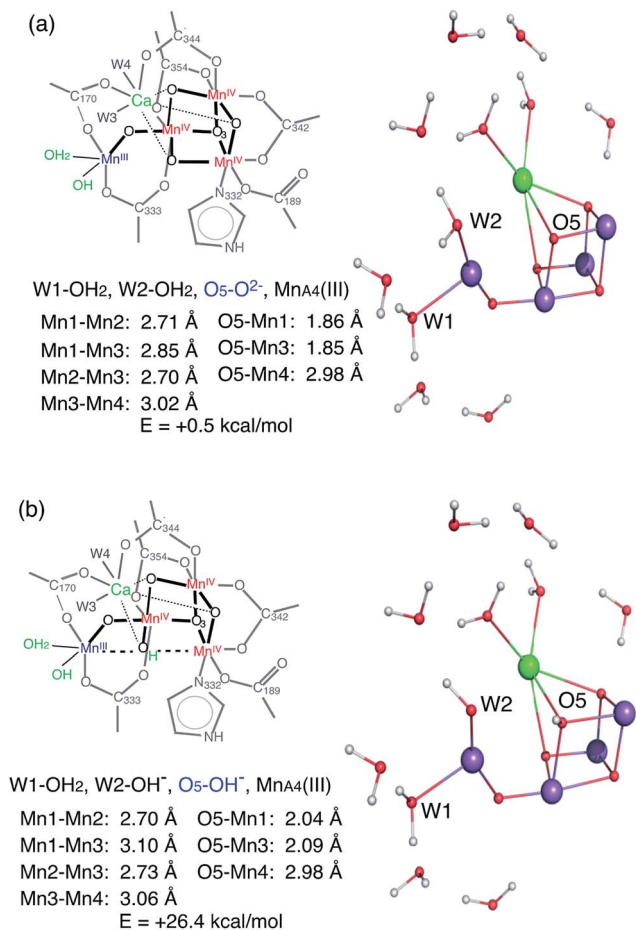 (a)
O
C344
W4
O
C354
O
O
C170
O
Ca
O
O
MnIV
O
W3
O
C342
O
MnIV
O3
O
OH2
MnIII
O
MnIV
O
OH
O
O
N332
O
C189
O
C333
NH
W2
O5
W1
W1-OH2, W2-OH2, O5-O2-, MnA4(III)
Mn1-Mn2: 2.71 Å O5-Mn1: 1.86 Å
Mn1-Mn3: 2.85 Å O5-Mn3: 1.85 Å
Mn2-Mn3: 2.70 Å O5-Mn4: 2.98 Å
Mn3-Mn4: 3.02 Å
E = +0.5 kcal/mol
(b)
O
C344
W4
O
C354
O
O
C170
O
Ca
O
O
MnIV
O
W3
O
C342
O
MnIV
O3
O
OH2
MnIII
OH
MnIV
O
OH
O
O
N332
O
C189
O
C333
NH
W2
O5
W1
W1-OH2, W2-OH-, O5-OH-, MnA4(III)
Mn1-Mn2: 2.70 Å O5-Mn1: 2.04 Å
Mn1-Mn3: 3.10 Å O5-Mn3: 2.09 Å
Mn2-Mn3: 2.73 Å O5-Mn4: 2.98 Å
Mn3-Mn4: 3.06 Å
E = +26.4 kcal/mol